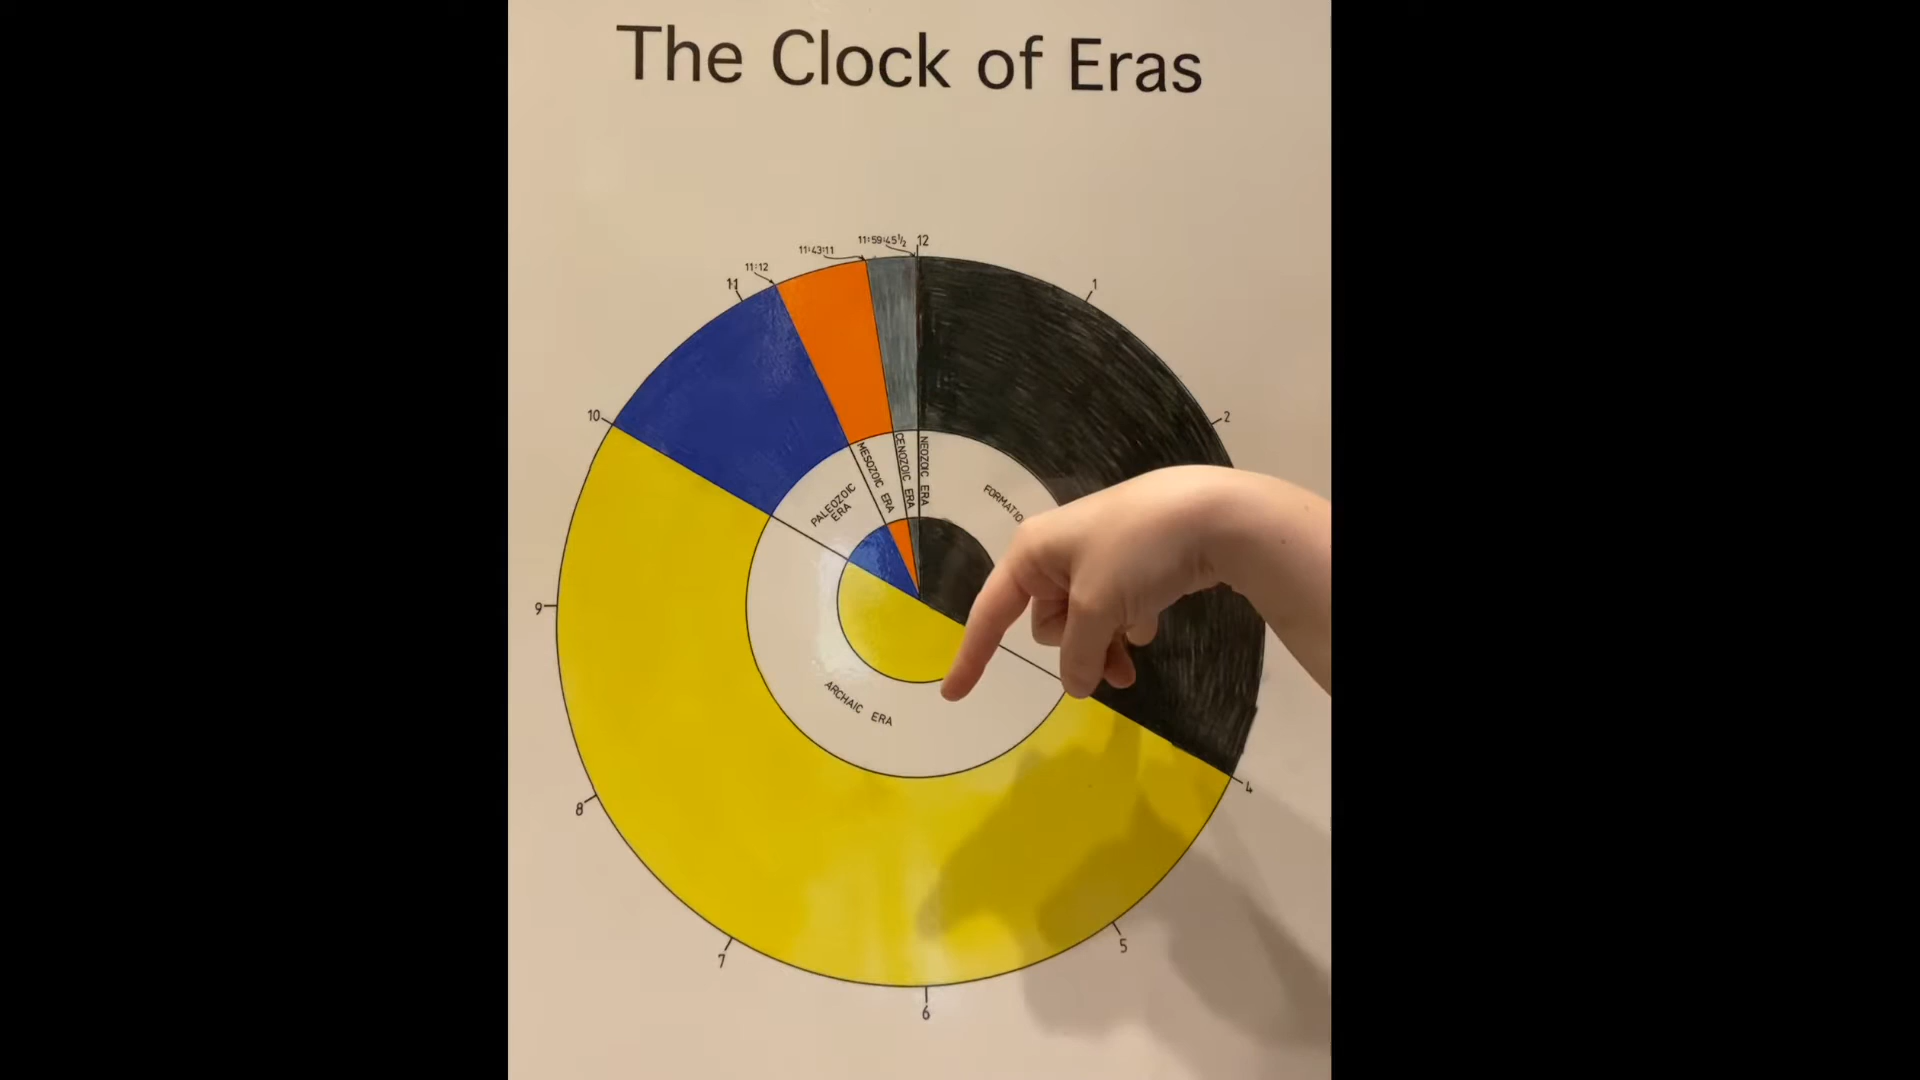 The Clock of Eras
11:59:45½
12
11:43:11
11:12
11
1
10
2
NEOZOIC ERA
CENOZOIC ERA
MESOZOIC ERA
PALEOZOIC
ERA
9
ARCHAIC ERA
4
8
5
7
6